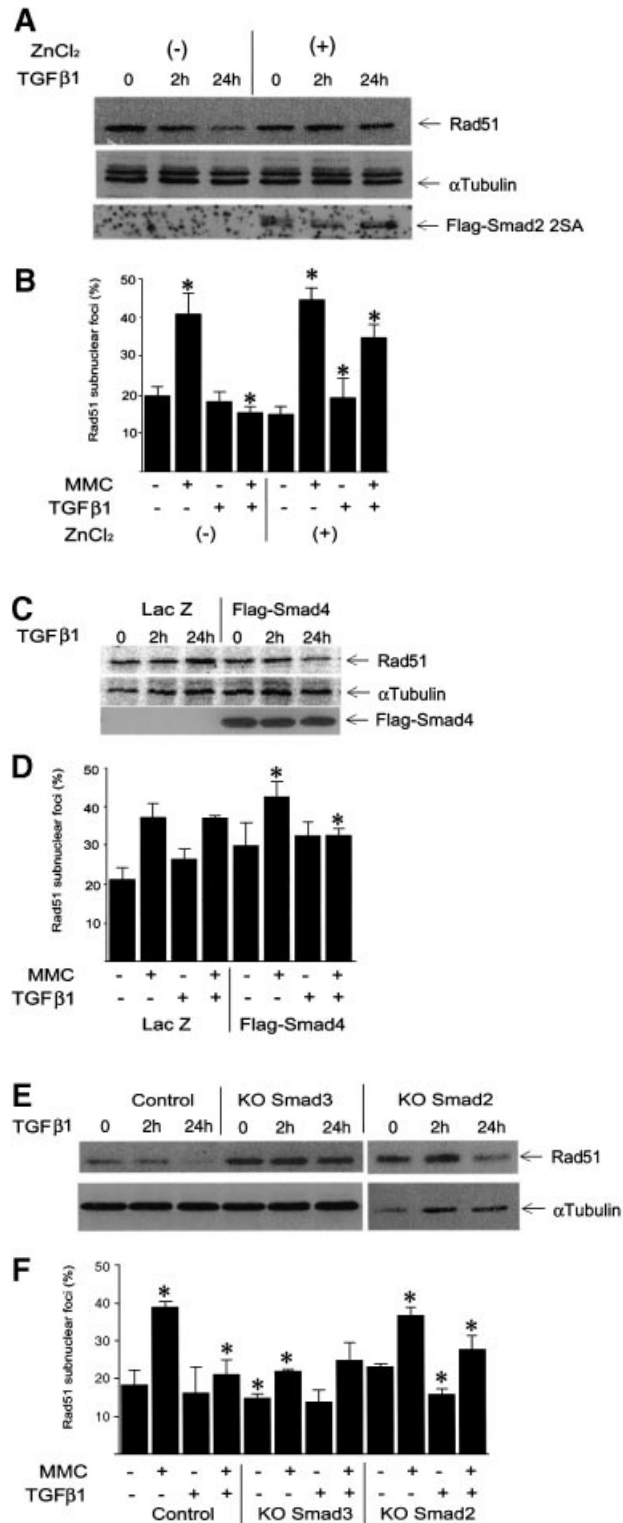 A
ZnCl₂ (-) (+)
TGFβ1 0 2h 24h 0 2h 24h
Rad51
αTubulin
Flag-Smad2 2SA
B
Rad51 subnuclear foci (%)
50
40
30
20
10
* * * * *
MMC - + - + - + - +
TGFβ1 - - + + - - + +
ZnCl₂ (-) (+)
C
Lac Z Flag-Smad4
TGFβ1 0 2h 24h 0 2h 24h
Rad51
αTubulin
Flag-Smad4
D
Rad51 subnuclear foci (%)
50
40
30
20
10
* *
MMC - + - + - + - +
TGFβ1 - - + + - - + +
Lac Z Flag-Smad4
E
Control KO Smad3 KO Smad2
TGFβ1 0 2h 24h 0 2h 24h 0 2h 24h
Rad51
αTubulin
F
Rad51 subnuclear foci (%)
50
40
30
20
10
* * * * * * *
MMC - + - + - + - + - + - +
TGFβ1 - - + + - - + + - - + +
Control KO Smad3 KO Smad2